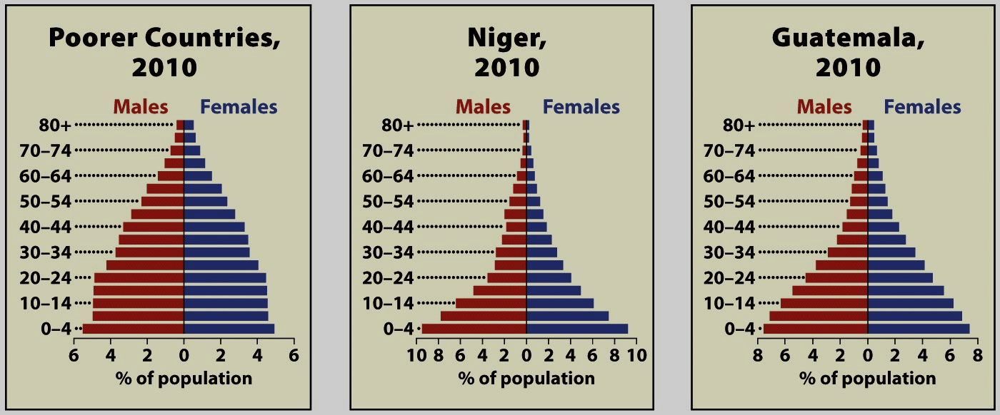 Poorer Countries,
2010
Males Females
80+
70–74
60–64
50–54
40–44
30–34
20–24
10–14
0–4
6 4 2 0 2 4 6
% of population
Niger,
2010
Males Females
80+
70–74
60–64
50–54
40–44
30–34
20–24
10–14
0–4
10 8 6 4 2 0 2 4 6 8 10
% of population
Guatemala,
2010
Males Females
80+
70–74
60–64
50–54
40–44
30–34
20–24
10–14
0–4
8 6 4 2 0 2 4 6 8
% of population